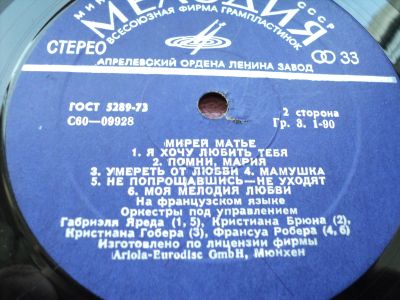 МИН
СССР
МЕЛОДИЯ
ВСЕСОЮЗНАЯ ФИРМА ГРАМПЛАСТИНОК
СТЕРЕО
33
АПРЕЛЕВСКИЙ ОРДЕНА ЛЕНИНА ЗАВОД
ГОСТ 5289-73
2 сторона
С60—09928
Гр. 3. 1-90
МИРЕЙ МАТЬЕ
1. Я ХОЧУ ЛЮБИТЬ ТЕБЯ
2. ПОМНИ, МАРИЯ
3. УМЕРЕТЬ ОТ ЛЮБВИ 4. МАМУШКА
5. НЕ ПОПРОЩАВШИСЬ—НЕ УХОДЯТ
6. МОЯ МЕЛОДИЯ ЛЮБВИ
На французском языке
Оркестры под управлением
Габриэля Яреда (1, 5), Кристиана Брюна (2),
Кристиана Гобера (3), Франсуа Робера (4, 6)
Изготовлено по лицензии фирмы
Ariola-Eurodisc GmbH, Мюнхен